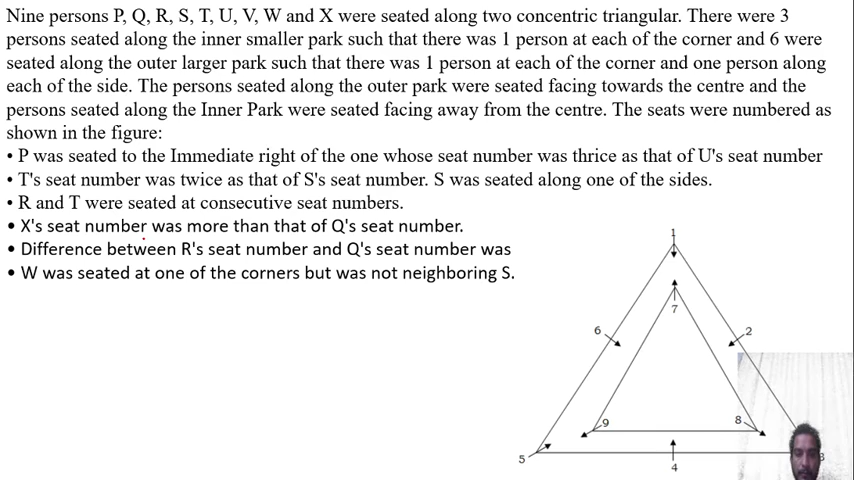 Nine persons P, Q, R, S, T, U, V, W and X were seated along two concentric triangular. There were 3
persons seated along the inner smaller park such that there was 1 person at each of the corner and 6 were
seated along the outer larger park such that there was 1 person at each of the corner and one person along
each of the side. The persons seated along the outer park were seated facing towards the centre and the
persons seated along the Inner Park were seated facing away from the centre. The seats were numbered as
shown in the figure:
• P was seated to the Immediate right of the one whose seat number was thrice as that of U's seat number
• T's seat number was twice as that of S's seat number. S was seated along one of the sides.
• R and T were seated at consecutive seat numbers.
• X's seat number was more than that of Q's seat number.
• Difference between R's seat number and Q's seat number was
• W was seated at one of the corners but was not neighboring S.
1
7
6
2
9
8
5
4
3